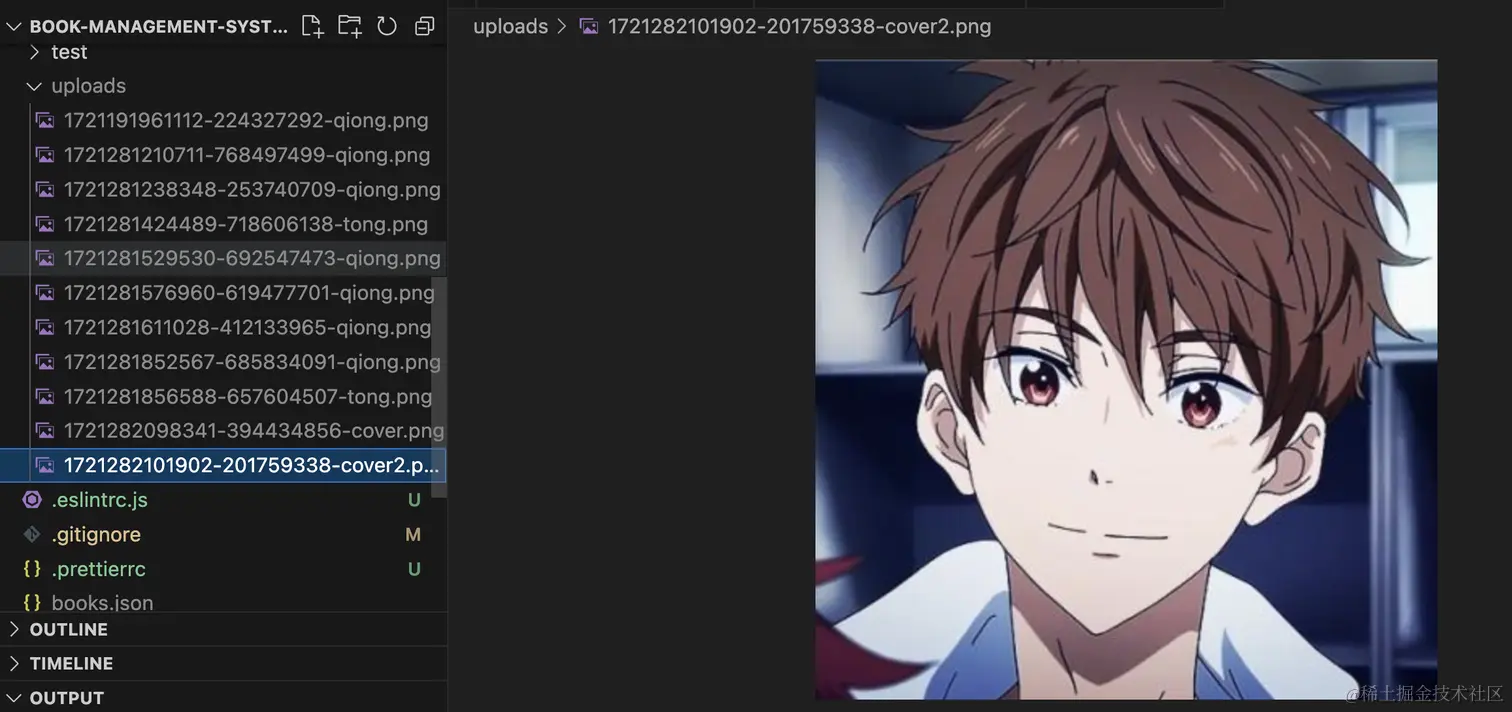 BOOK-MANAGEMENT-SYST...
test
uploads
1721191961112-224327292-qiong.png
1721281210711-768497499-qiong.png
1721281238348-253740709-qiong.png
1721281424489-718606138-tong.png
1721281529530-692547473-qiong.png
1721281576960-619477701-qiong.png
1721281611028-412133965-qiong.png
1721281852567-685834091-qiong.png
1721281856588-657604507-tong.png
1721282098341-394434856-cover.png
1721282101902-201759338-cover2.p...
.eslintrc.js U
.gitignore M
.prettierrc U
books.json
OUTLINE
TIMELINE
OUTPUT
uploads > 1721282101902-201759338-cover2.png
@稀土掘金技术社区